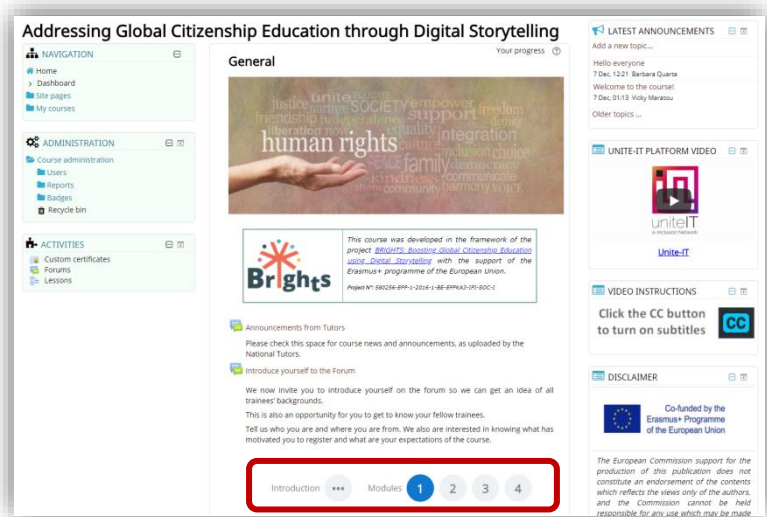 Addressing Global Citizenship Education through Digital Storytelling
NAVIGATION
Home
Dashboard
Site pages
My courses
ADMINISTRATION
Course administration
Users
Reports
Badges
Recycle bin
ACTIVITIES
Custom certificates
Forums
Lessons
Your progress
General
justice unite EDUCATE
nurture SOCIETY empower
friendship independence support freedom
liberation now equality dignity
human rights culture integration
inclusion choice
PEACE family democracy
kindness communicate
share community harmony VOICE
Brights
This course was developed in the framework of the
project BRIGHTS: Boosting Global Citizenship Education
using Digital Storytelling with the support of the
Erasmus+ programme of the European Union.
Project N°: 580256-EPP-1-2016-1-BE-EPPKA3-IPI-SOC-I
Announcements from Tutors
Please check this space for course news and announcements, as uploaded by the
National Tutors.
Introduce yourself to the Forum
We now invite you to introduce yourself on the forum so we can get an idea of all
trainees' backgrounds.
This is also an opportunity for you to get to know your fellow trainees.
Tell us who you are and where you are from. We also are interested in knowing what has
motivated you to register and what are your expectations of the course.
Introduction ••• Modules 1 2 3 4
LATEST ANNOUNCEMENTS
Add a new topic...
Hello everyone
7 Dec, 12:21 Barbara Quarta
Welcome to the course!
7 Dec, 01:13 Vicky Maratou
Older topics ...
UNITE-IT PLATFORM VIDEO
uniteIT
e-Inclusion Network
Unite-IT
VIDEO INSTRUCTIONS
Click the CC button
to turn on subtitles
CC
DISCLAIMER
Co-funded by the
Erasmus+ Programme
of the European Union
The European Commission support for the
production of this publication does not
constitute an endorsement of the contents
which reflects the views only of the authors,
and the Commission cannot be held
responsible for any use which may be made